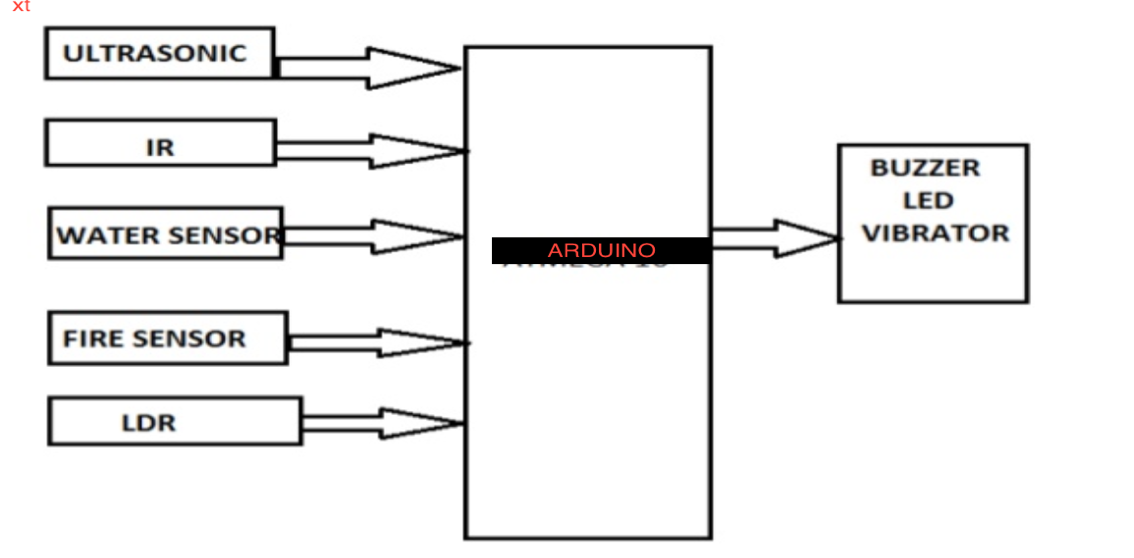 xt
ULTRASONIC
IR
WATER SENSOR
FIRE SENSOR
LDR
ARDUINO
BUZZER
LED
VIBRATOR